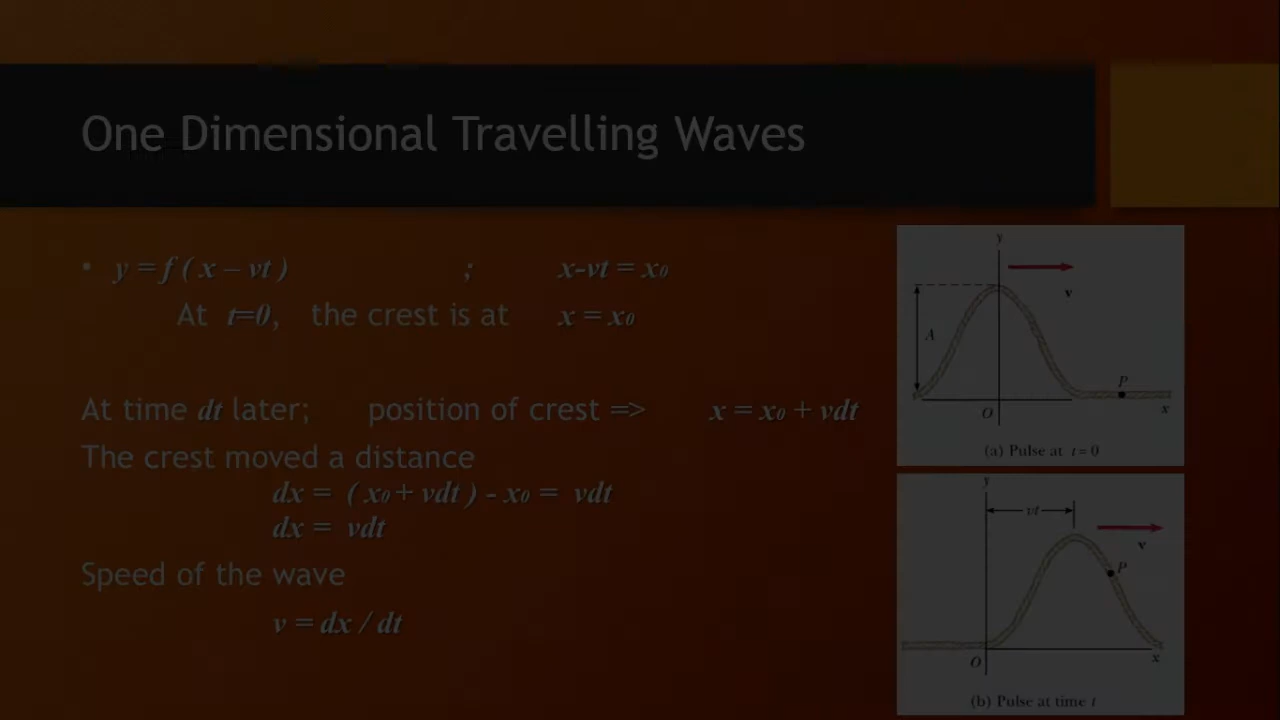 One Dimensional Travelling Waves
• y = f ( x – vt ) ; x-vt = x₀
At t=0, the crest is at x = x₀
At time dt later; position of crest => x = x₀ + vdt
The crest moved a distance
dx = ( x₀ + vdt ) - x₀ = vdt
dx = vdt
Speed of the wave
v = dx / dt
y
v
A
P
O
x
(a) Pulse at t = 0
y
vt
v
P
O
x
(b) Pulse at time t